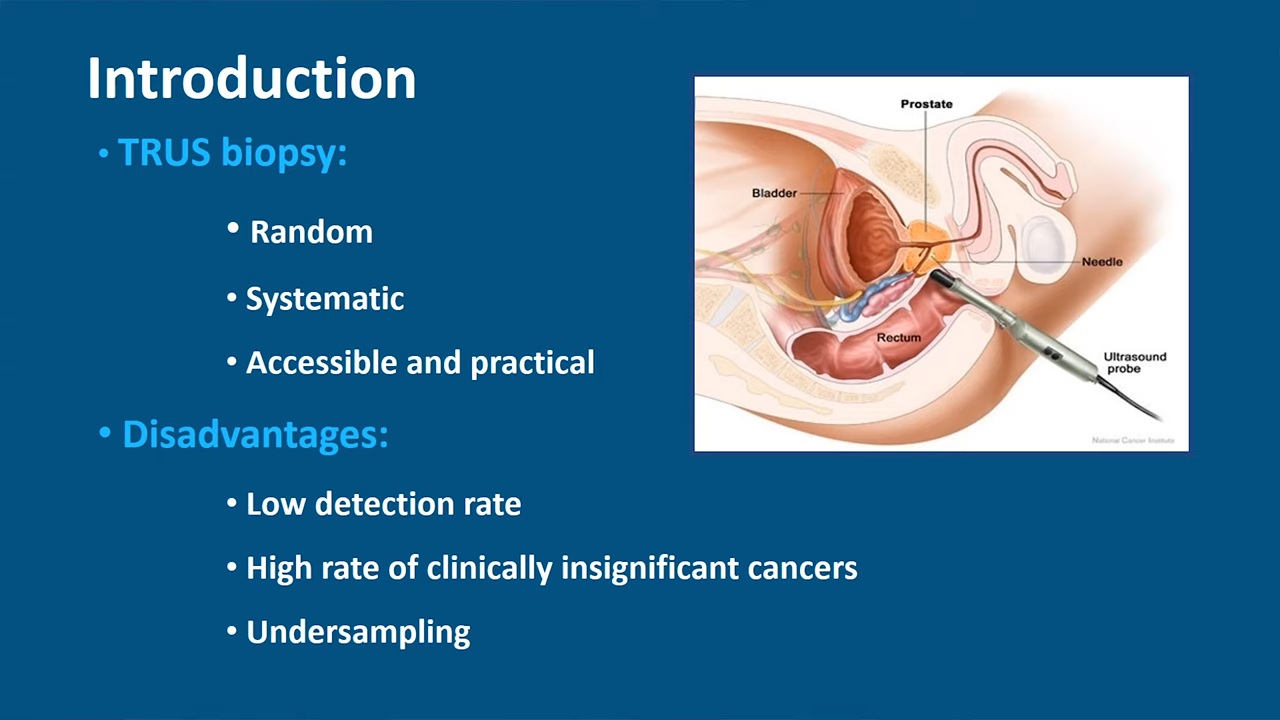 Introduction
• TRUS biopsy:
• Random
• Systematic
• Accessible and practical
• Disadvantages:
• Low detection rate
• High rate of clinically insignificant cancers
• Undersampling
Prostate
Bladder
Needle
Rectum
Ultrasound
probe
National Cancer Institute